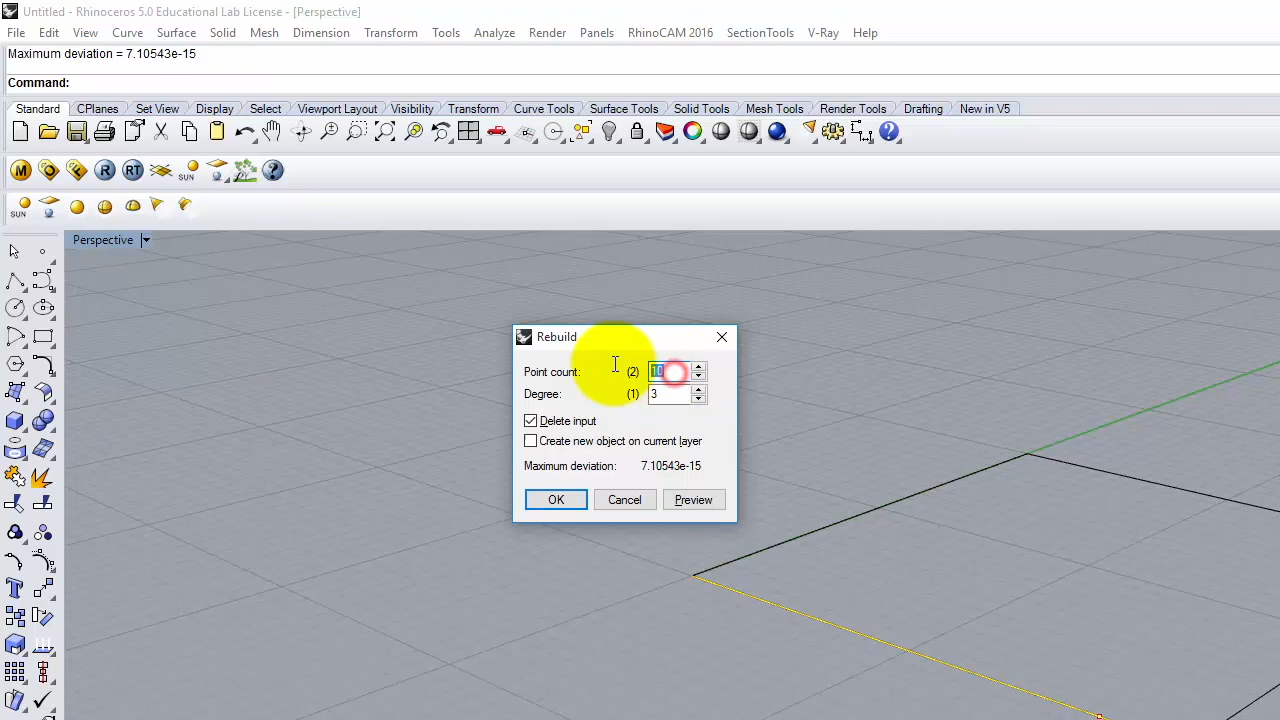 Untitled - Rhinoceros 5.0 Educational Lab License - [Perspective]
File Edit View Curve Surface Solid Mesh Dimension Transform Tools Analyze Render Panels RhinoCAM 2016 SectionTools V-Ray Help
Maximum deviation = 7.10543e-15
Command:
Standard CPlanes Set View Display Select Viewport Layout Visibility Transform Curve Tools Surface Tools Solid Tools Mesh Tools Render Tools Drafting New in V5
M O F R RT SUN ?
SUN
Perspective
Rebuild
Point count: (2) 10
Degree: (1) 3
Delete input
Create new object on current layer
Maximum deviation: 7.10543e-15
OK Cancel Preview